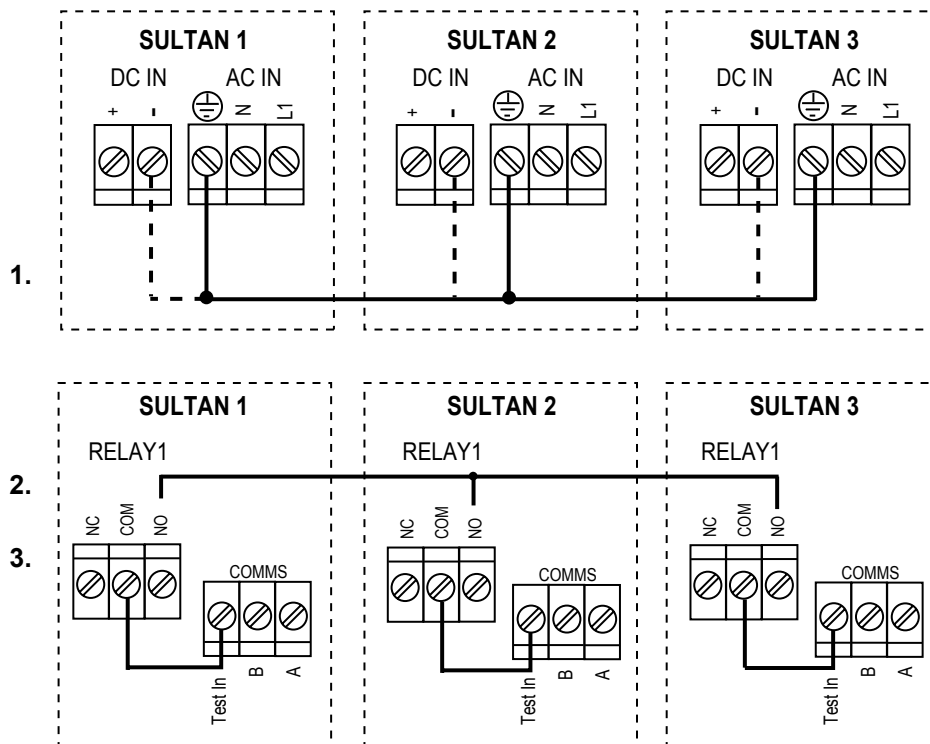 SULTAN 1 SULTAN 2 SULTAN 3
DC IN AC IN DC IN AC IN DC IN AC IN
+ - N L1 + - N L1 + - N L1
1.
SULTAN 1 SULTAN 2 SULTAN 3
RELAY1 RELAY1 RELAY1
2.
NC COM NO NC COM NO NC COM NO
3.
COMMS COMMS COMMS
Test In B A Test In B A Test In B A